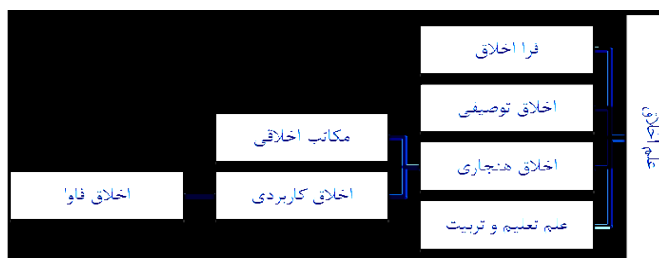 علم اخلاق
فرا اخلاق
اخلاق توصیفی
اخلاق هنجاری
علم تعلیم و تربیت
مکاتب اخلاقی
اخلاق کاربردی
اخلاق فاوا